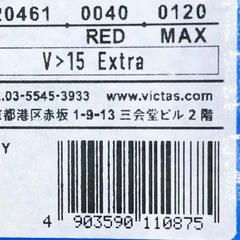 20461 0040 0120
RED MAX
V>15 Extra
L.03-5545-3933 www.victas.com
京都港区赤坂 1-9-13 三会堂ビル 2 階
Y
4 903590 110875